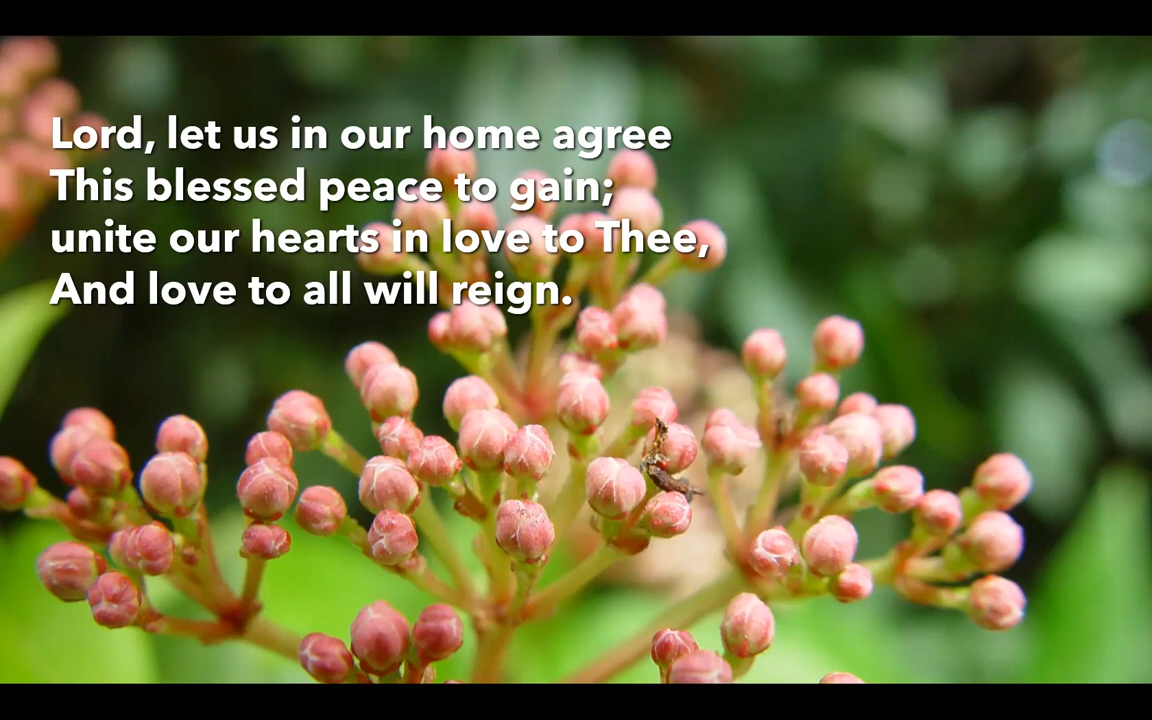 Lord, let us in our home agree
This blessed peace to gain;
unite our hearts in love to Thee,
And love to all will reign.